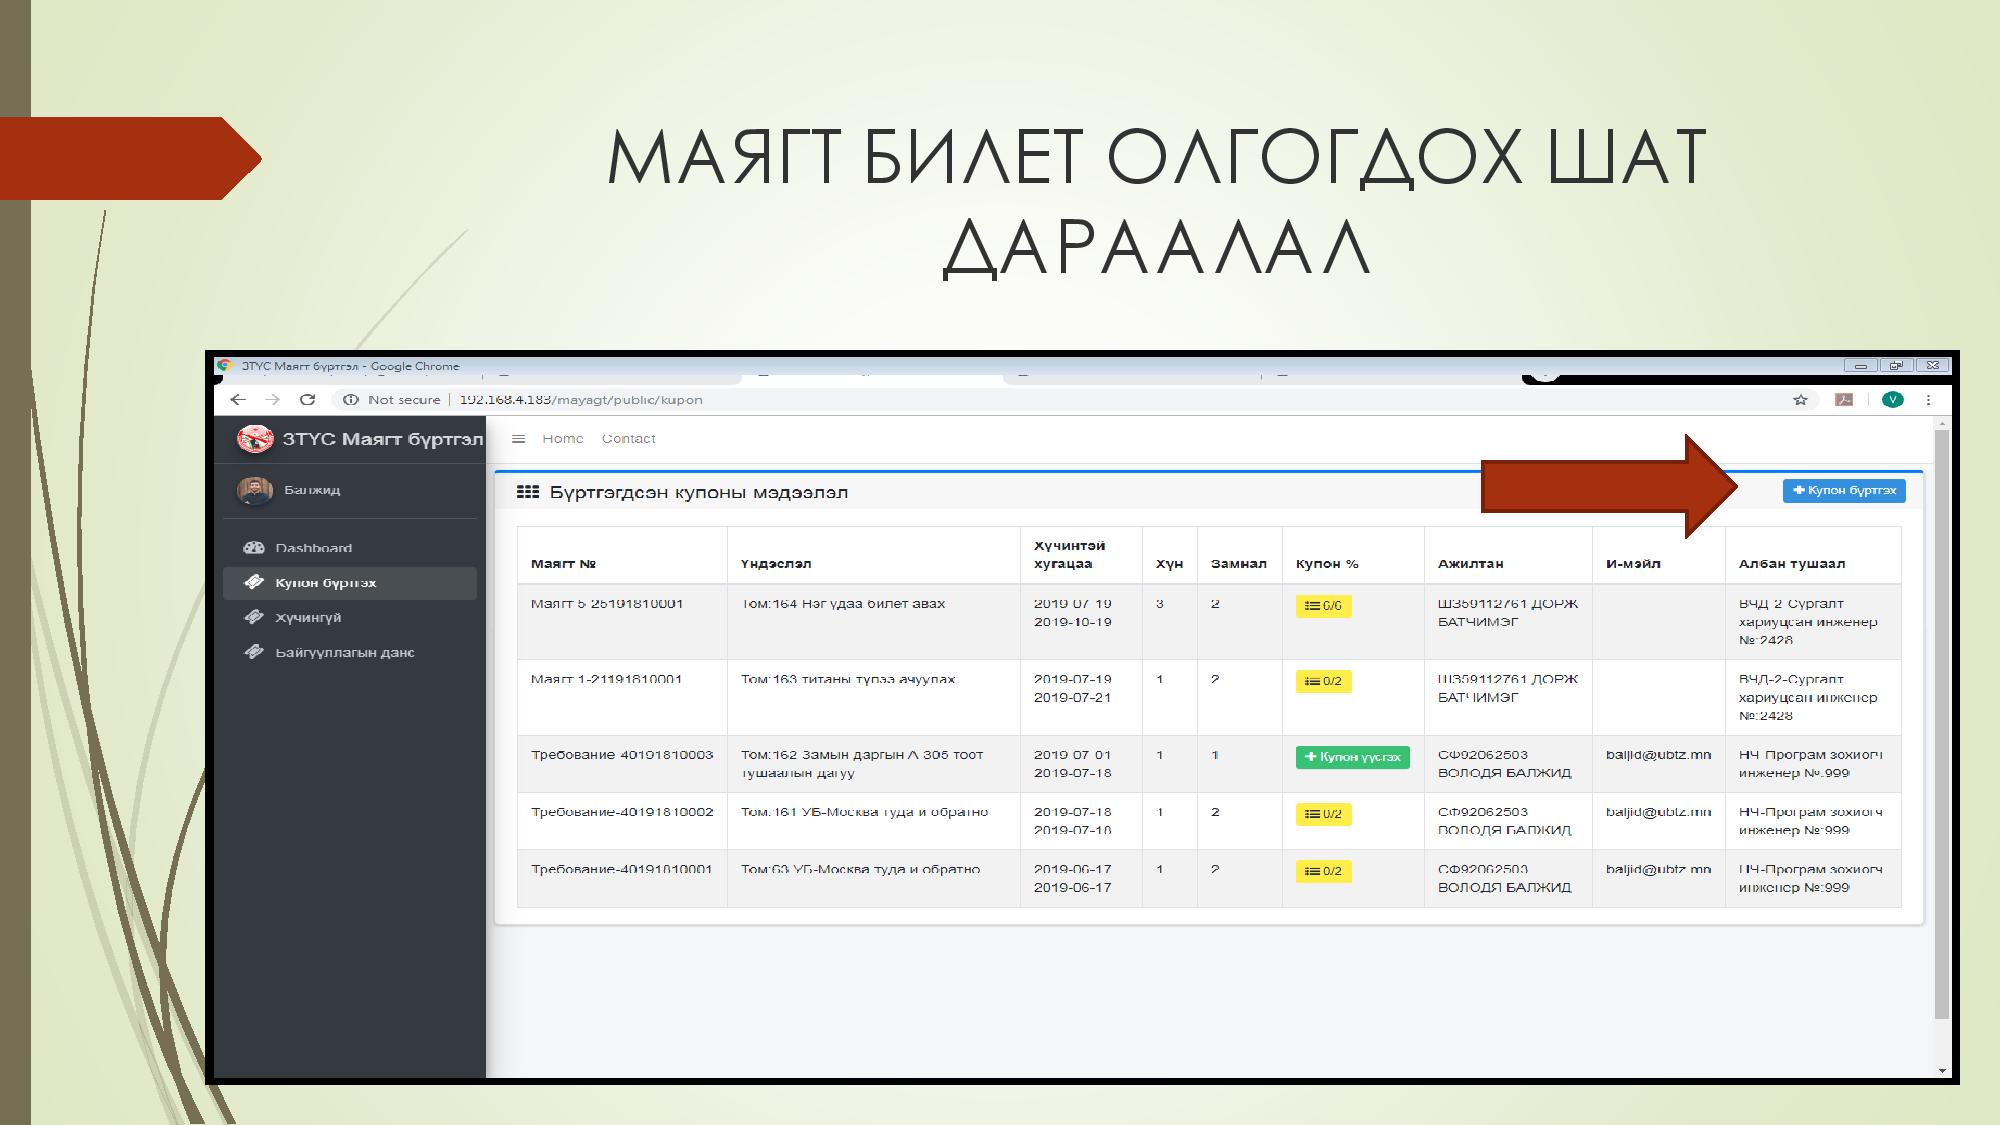 МАЯГТ БИЛЕТ ОЛГОГДОХ ШАТ
ДАРААЛАЛ
ЗТҮС Маягт бүртгэл - Google Chrome
Not secure | 192.168.4.183/mayagt/public/kupon
V
ЗТҮС Маягт бүртгэл
Home Contact
Балжид
Dashboard
Купон бүртгэх
Хүчингүй
Байгууллагын данс
Бүртгэгдсэн купоны мэдээлэл
Купон бүртгэх
Маягт № Үндэслэл Хүчинтэй хугацаа Хүн Замнал Купон % Ажилтан И-мэйл Албан тушаал
Маягт 5-25191810001 Том:164 Нэг удаа билет авах 2019-07-19 3 2 6/6 ШЗ59112761 ДОРЖ ВЧД-2-Сургалт
2019-10-19 БАТЧИМЭГ хариуцсан инженер
№:2428
Маягт 1-21191810001 Том:163 титаны түлээ ачуулах 2019-07-19 1 2 0/2 ШЗ59112761 ДОРЖ ВЧД-2-Сургалт
2019-07-21 БАТЧИМЭГ хариуцсан инженер
№:2428
Требование-40191810003 Том:162 Замын даргын А-305 тоот 2019-07-01 1 1 Купон үүсгэх СФ92062503 baljid@ubtz.mn НЧ-Програм зохиогч
тушаалын дагуу 2019-07-18 ВОЛОДЯ БАЛЖИД инженер №:999
Требование-40191810002 Том:161 УБ-Москва туда и обратно 2019-07-18 1 2 0/2 СФ92062503 baljid@ubtz.mn НЧ-Програм зохиогч
2019-07-18 ВОЛОДЯ БАЛЖИД инженер №:999
Требование-40191810001 Том:63 УБ-Москва туда и обратно 2019-06-17 1 2 0/2 СФ92062503 baljid@ubtz.mn НЧ-Програм зохиогч
2019-06-17 ВОЛОДЯ БАЛЖИД инженер №:999